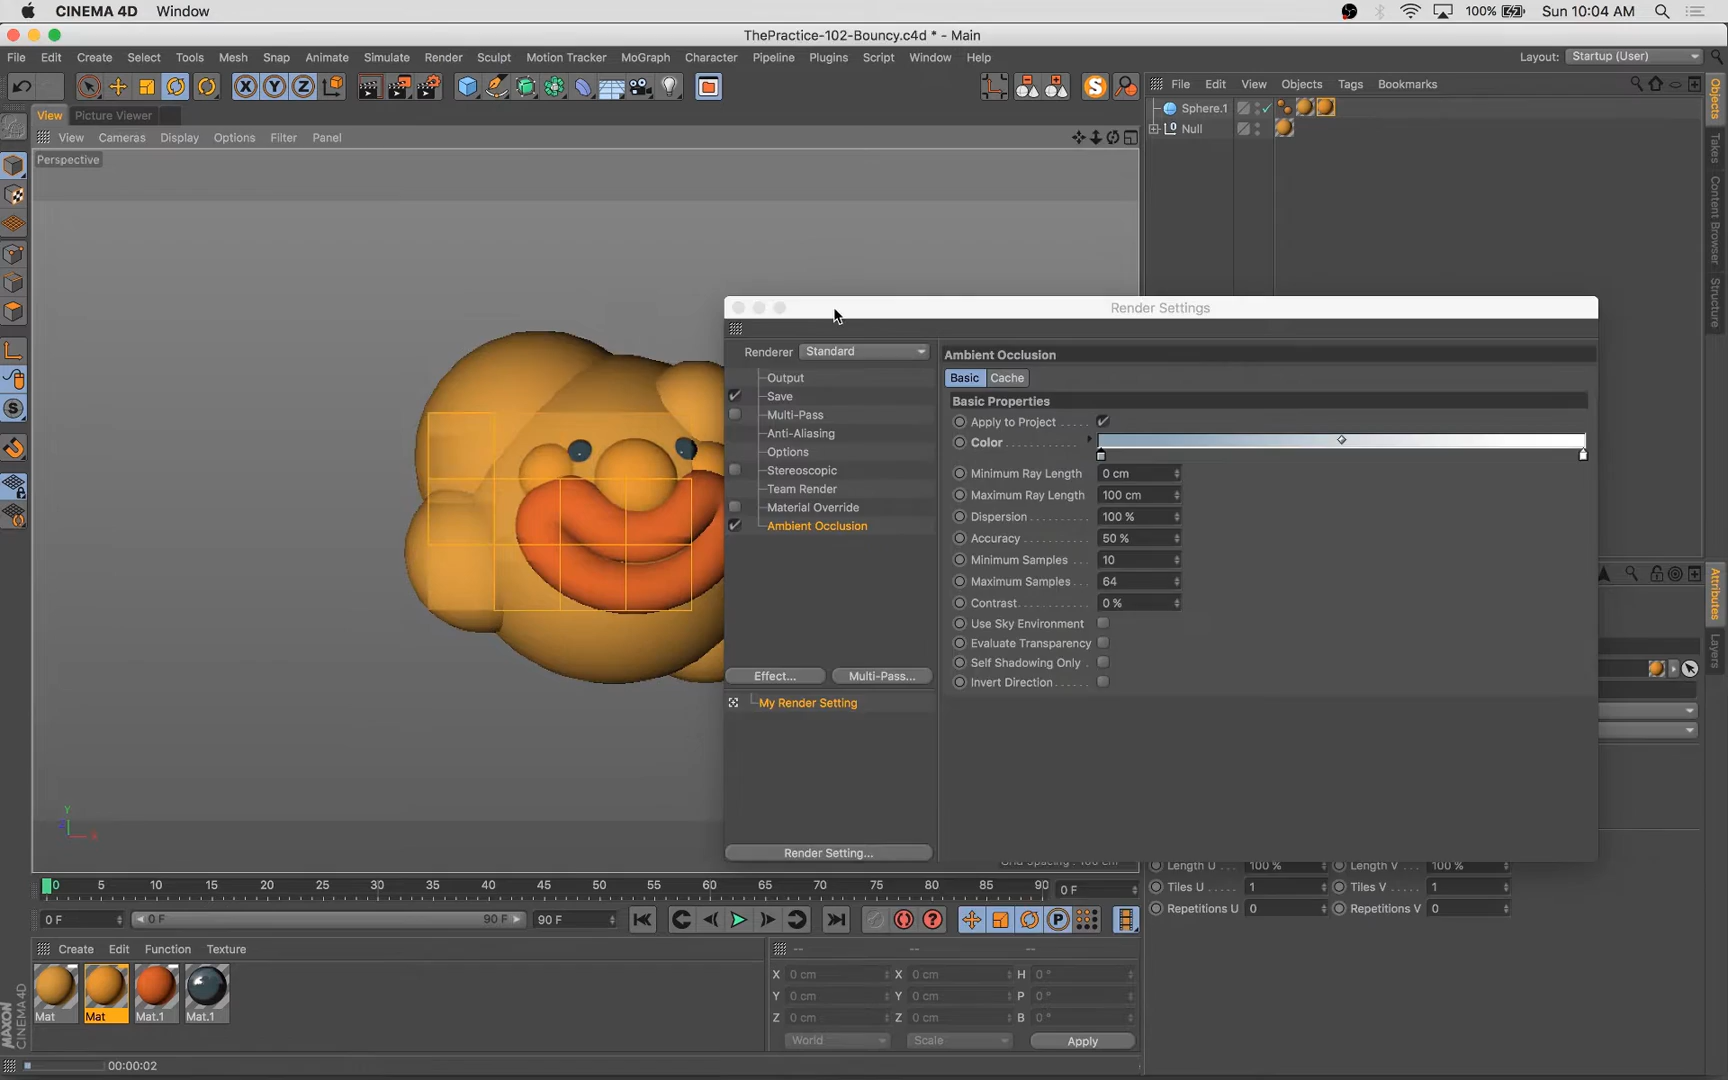 CINEMA 4D Window 100% Sun 10:04 AM
ThePractice-102-Bouncy.c4d * - Main
File Edit Create Select Tools Mesh Snap Animate Simulate Render Sculpt Motion Tracker MoGraph Character Pipeline Plugins Script Window Help Layout: Startup (User)
X Y Z S
File Edit View Objects Tags Bookmarks
View Picture Viewer
Sphere.1
Null
View Cameras Display Options Filter Panel
Perspective
Objects
Takes
Content Browser
Structure
Attributes
Layers
Render Settings
Renderer Standard
Output
Save
Multi-Pass
Anti-Aliasing
Options
Stereoscopic
Team Render
Material Override
Ambient Occlusion
Effect... Multi-Pass...
My Render Setting
Render Setting...
Ambient Occlusion
Basic Cache
Basic Properties
Apply to Project
Color
Minimum Ray Length 0 cm
Maximum Ray Length 100 cm
Dispersion 100 %
Accuracy 50 %
Minimum Samples 10
Maximum Samples 64
Contrast 0 %
Use Sky Environment
Evaluate Transparency
Self Shadowing Only
Invert Direction
Y
X
Z
Length U 100 % Length V 100 %
Tiles U 1 Tiles V 1
Repetitions U 0 Repetitions V 0
0 5 10 15 20 25 30 35 40 45 50 55 60 65 70 75 80 85 90 0 F
0 F 0 F 90 F 90 F
P
Create Edit Function Texture
-- -- --
Mat Mat Mat.1 Mat.1
X 0 cm X 0 cm H 0 °
Y 0 cm Y 0 cm P 0 °
Z 0 cm Z 0 cm B 0 °
World Scale Apply
MAXON
CINEMA 4D
00:00:02